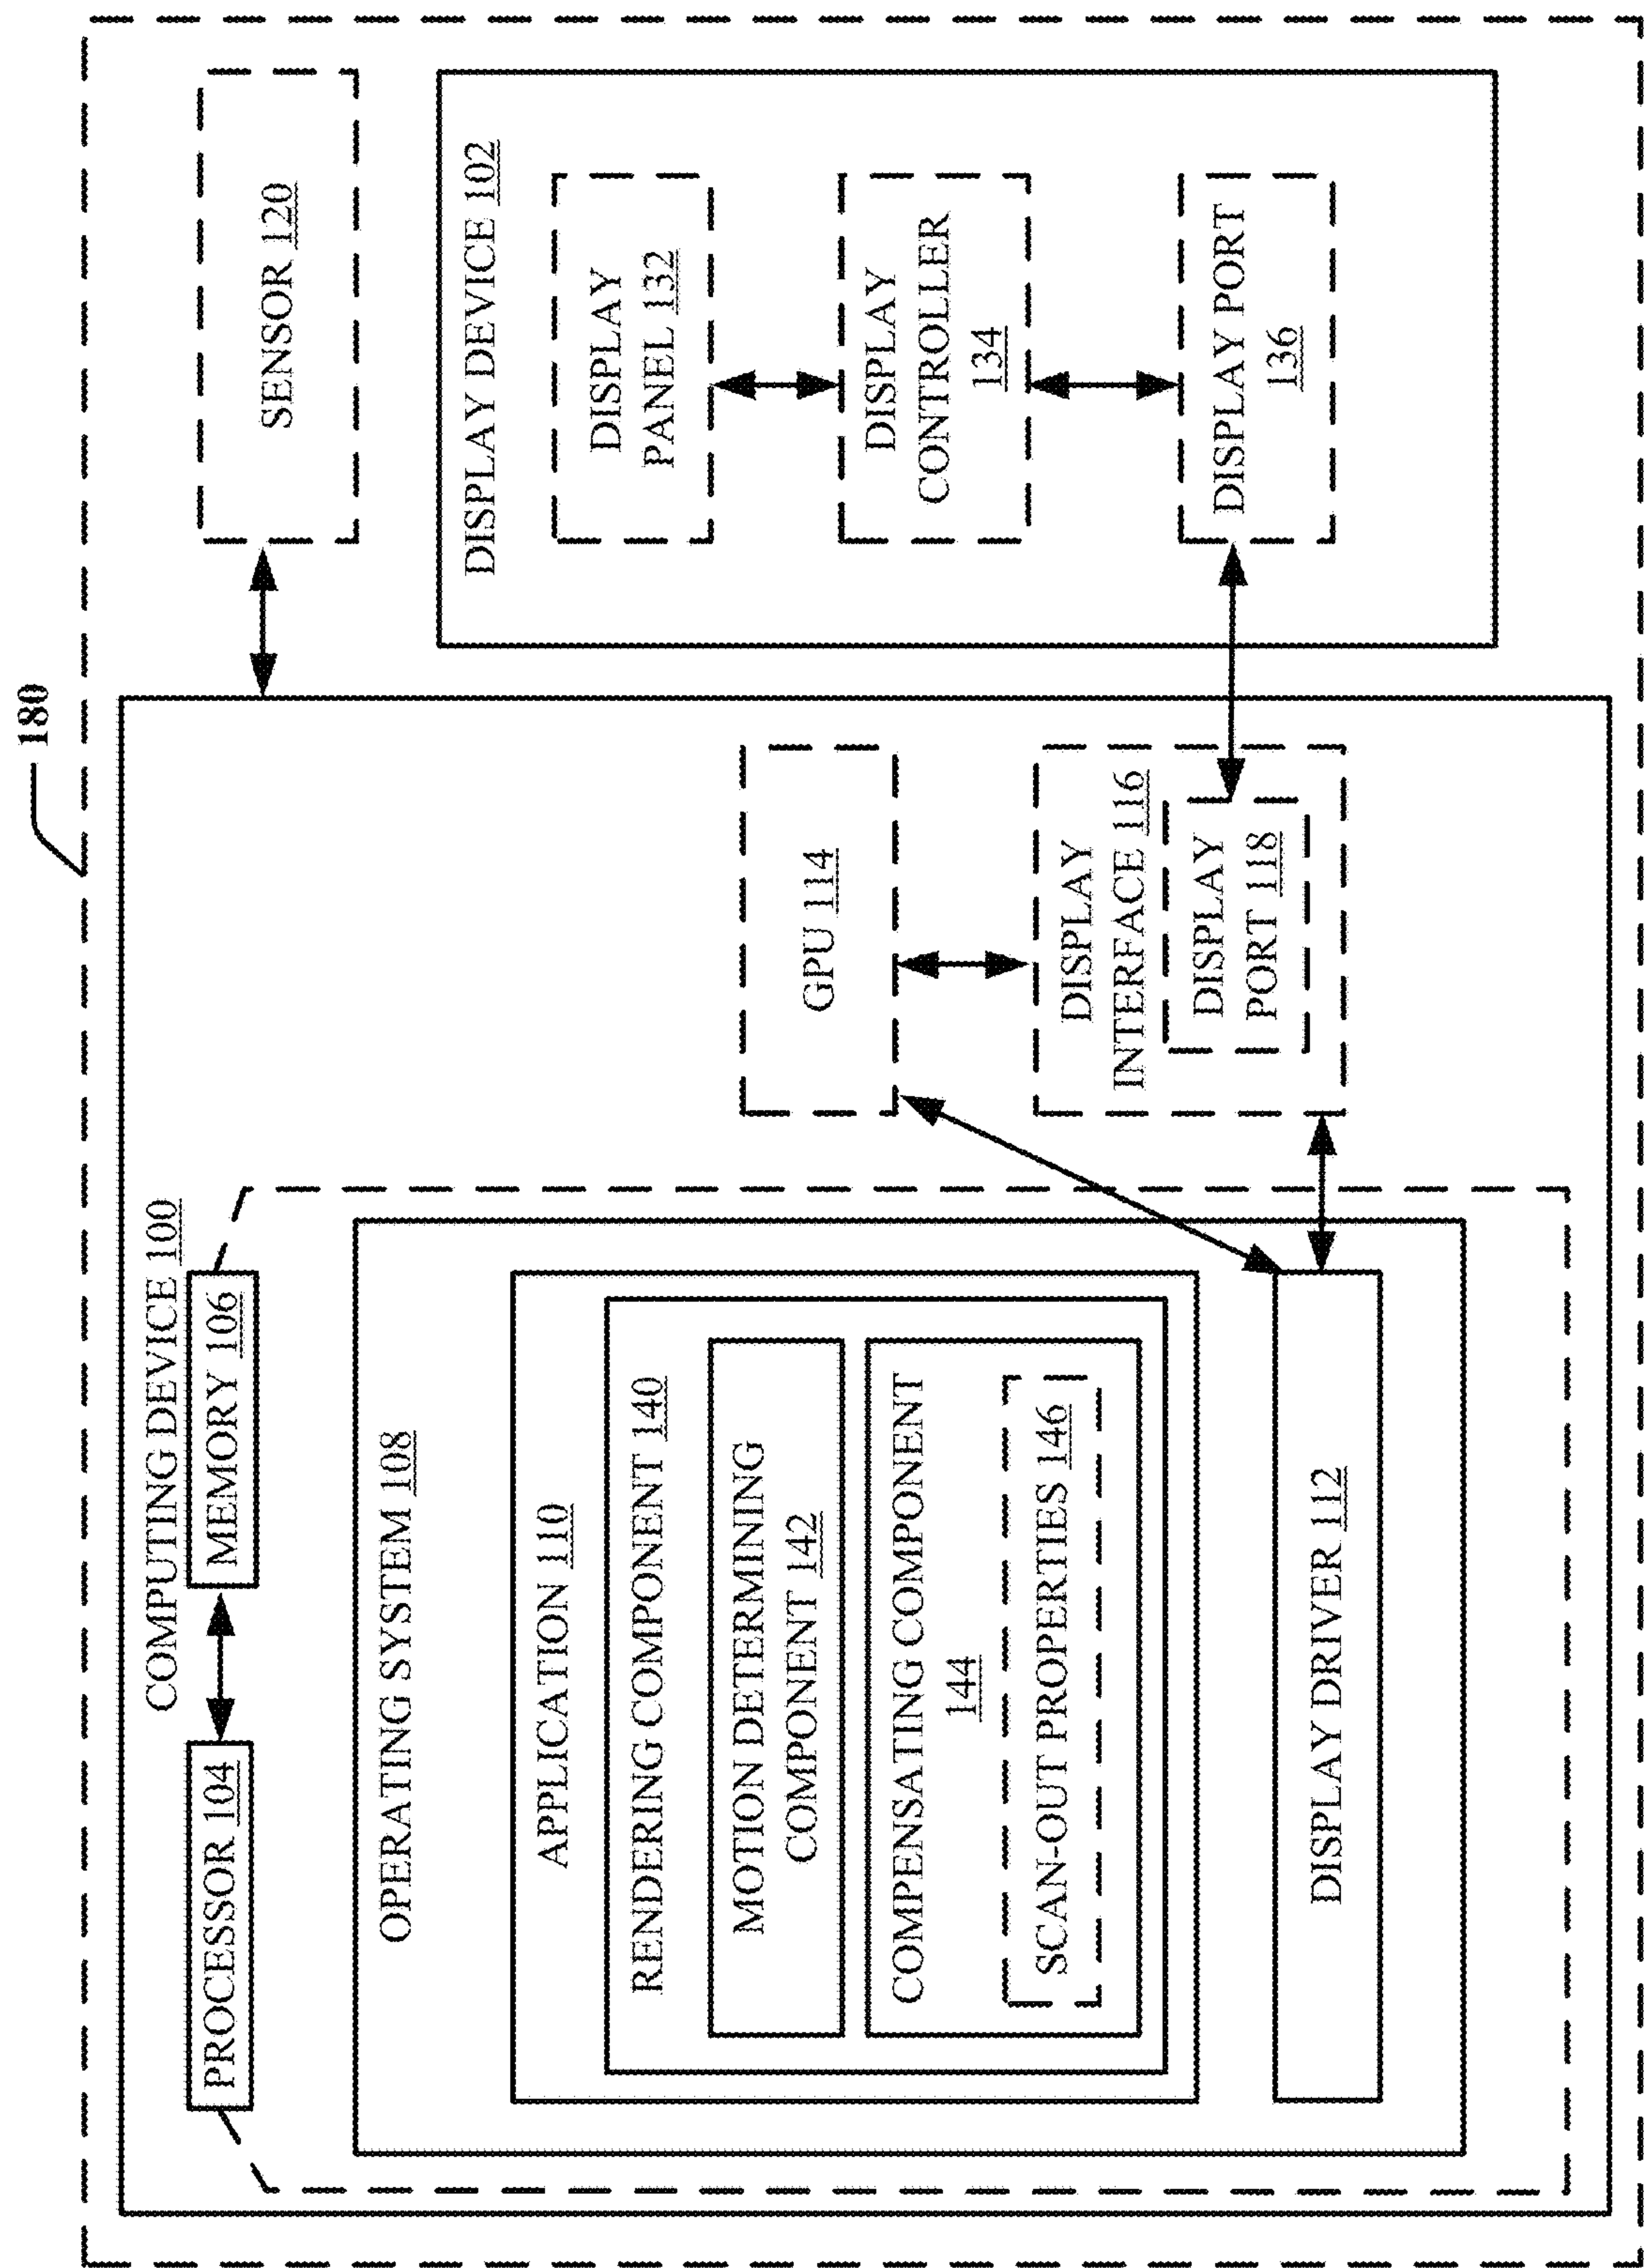 180
COMPUTING DEVICE 100
PROCESSOR 104
MEMORY 106
OPERATING SYSTEM 108
APPLICATION 110
RENDERING COMPONENT 140
MOTION DETERMINING
COMPONENT 142
COMPENSATING COMPONENT
144
SCAN-OUT PROPERTIES 146
DISPLAY DRIVER 112
GPU 114
DISPLAY
INTERFACE 116
DISPLAY
PORT 118
SENSOR 120
DISPLAY DEVICE 102
DISPLAY
PANEL 132
DISPLAY
CONTROLLER
134
DISPLAY PORT
136